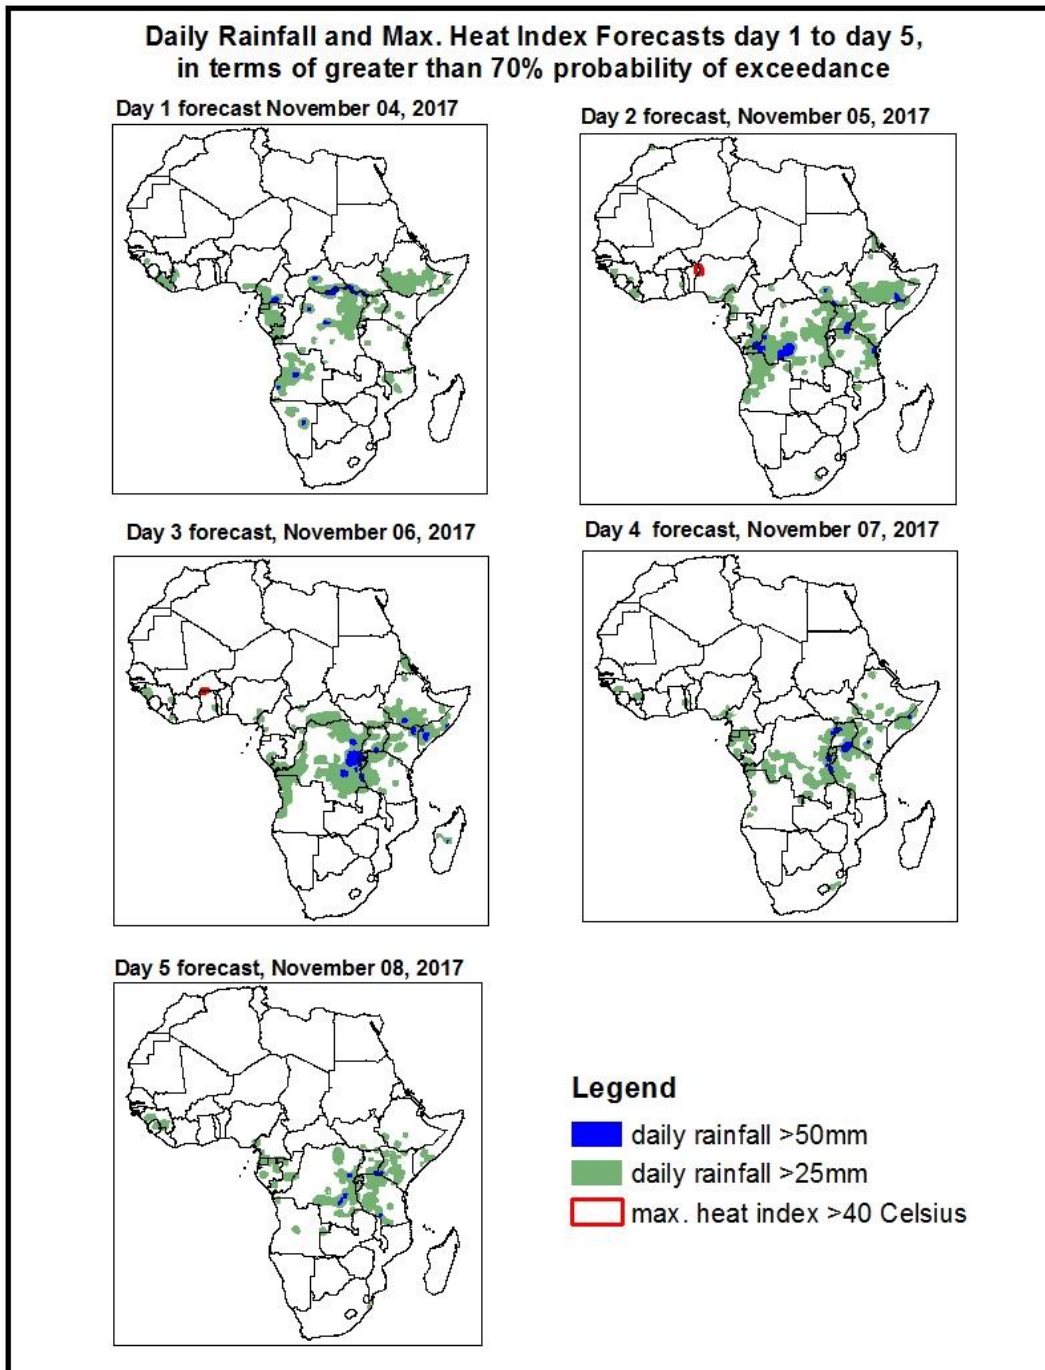 Daily Rainfall and Max. Heat Index Forecasts day 1 to day 5,
in terms of greater than 70% probability of exceedance
Day 1 forecast November 04, 2017
Day 2 forecast, November 05, 2017
Day 3 forecast, November 06, 2017
Day 4  forecast, November 07, 2017
Day 5 forecast, November 08, 2017
Legend
daily rainfall >50mm
daily rainfall >25mm
max. heat index >40 Celsius